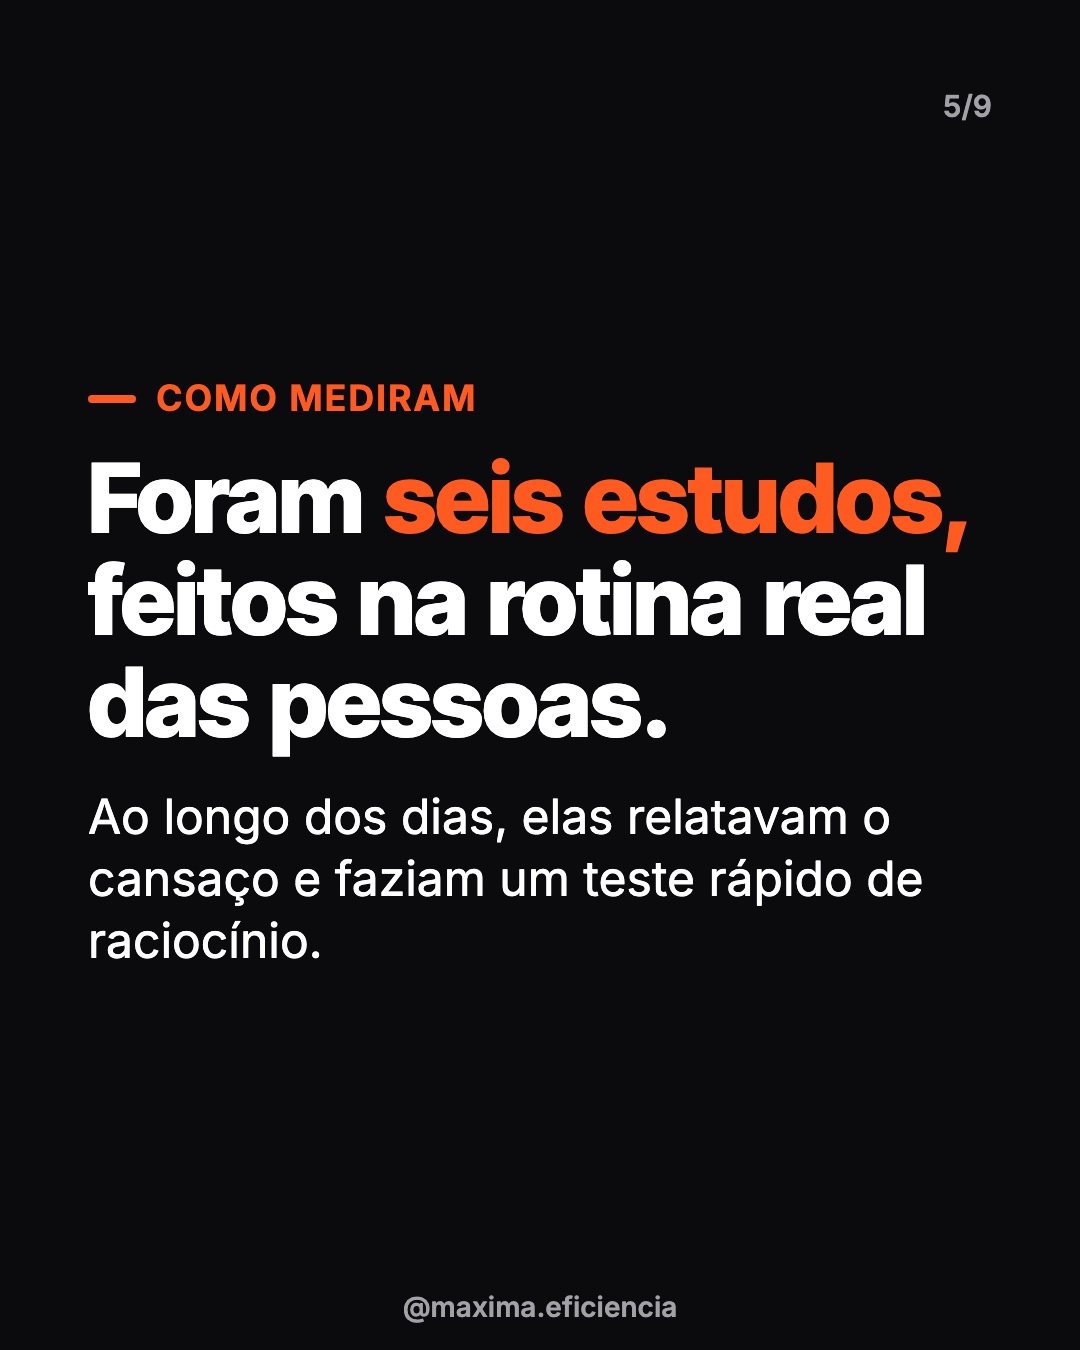 5/9
COMO MEDIRAM
Foram seis estudos,
feitos na rotina real
das pessoas.
Ao longo dos dias, elas relatavam o
cansaço e faziam um teste rápido de
raciocínio.
@maxima.eficiencia